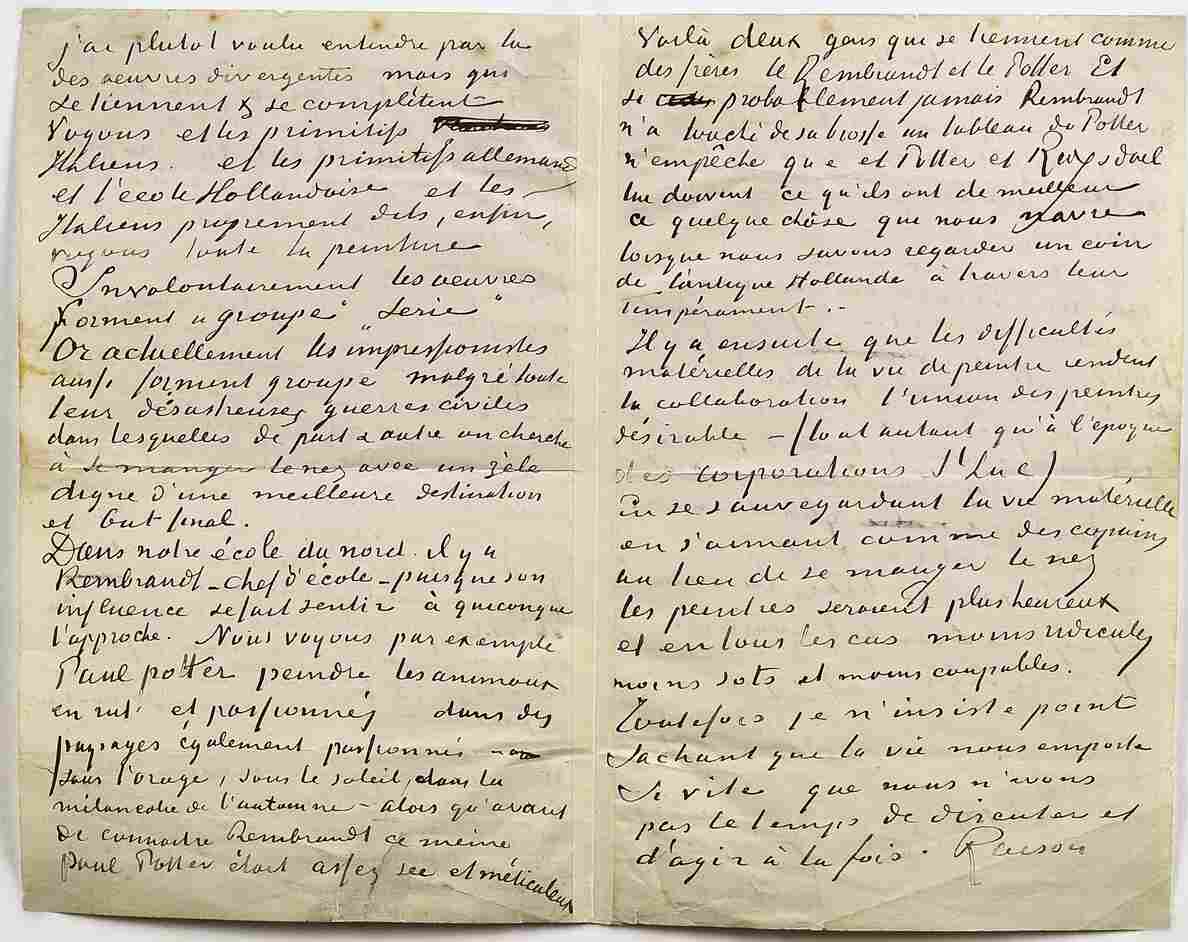 j'ai plutot voulu entendre par la
des oeuvres divergentes mais qui
se tiennent & se complètent
Voyons et les primitifs
Italiens. et les primitifs allemands
et l'école Hollandaise et les
Italiens proprement dits, enfin,
voyons toute la peinture
Involontairement les oeuvres
forment un "groupe" "serie"
Or actuellement les impressionistes
aussi forment groupe malgré toute
leur désastreuses guerres civiles
dans lesquelles de part & autre on cherche
à se manger le nez avec un zèle
digne d'une meilleure destination
et but final.
Dans notre école du nord. il y a
Rembrandt – chef d'école – puisque son
influence se fait sentir à quiconque
l'approche. Nous voyons par exemple
Paul potter peindre les animaux
en rut et passionnés dans des
paysages également passionnés
sous l'orage, sous le soleil, dans la
mélancolie de l'automne – alors qu'avant
de connaitre Rembrandt ce même
paul Potter était assez sec et méticuleux
Voilà deux gens qui se tiennent comme
des frères le Rembrandt et le Potter Et
si probablement jamais Rembrandt
n'a touché de sa brosse un tableau du Potter
n'empêche que et Potter et Ruysdael
lui doivent ce qu'ils ont de meilleur
ce quelque chôse que nous navre
lorsque nous savons regarder un coin
de l'antique Hollande à travers leur
tempérament. –
Il y a ensuite que les difficultés
matérielles de la vie de peintre rendent
la collaboration l'union des peintres
désirable – (tout autant qu'à l'époque
des corporations St Luc)
En se sauvegardant la vie matérielle
en s'aimant comme des copains
au lieu de se manger le nez
les peintres seraient plus heureux
et en tous les cas moins ridicules
moins sots et moins coupables.
Toutefois je n'insiste point
Sachant que la vie nous emporte
si vite que nous n'avons
pas le temps de discuter et
d'agir à la fois. Raison